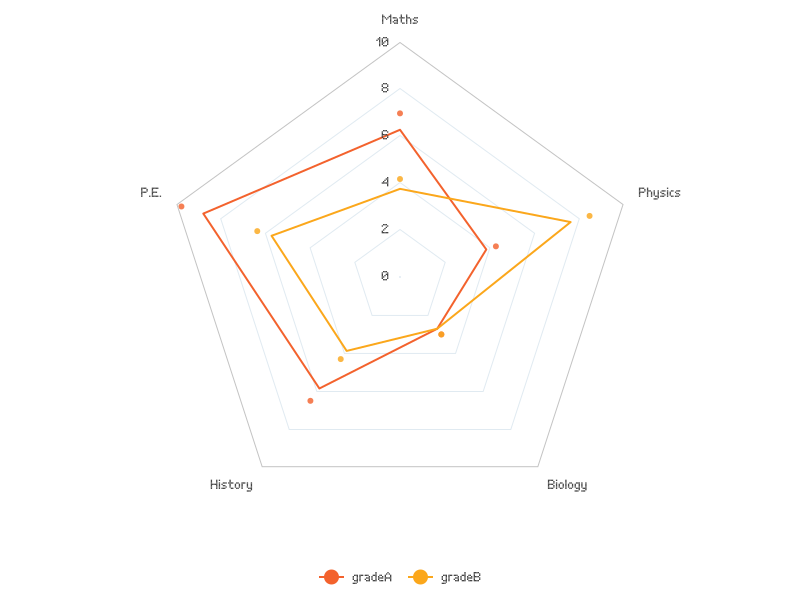 Maths
10
8
6
4
2
0
P.E.
Physics
History
Biology
gradeA
gradeB